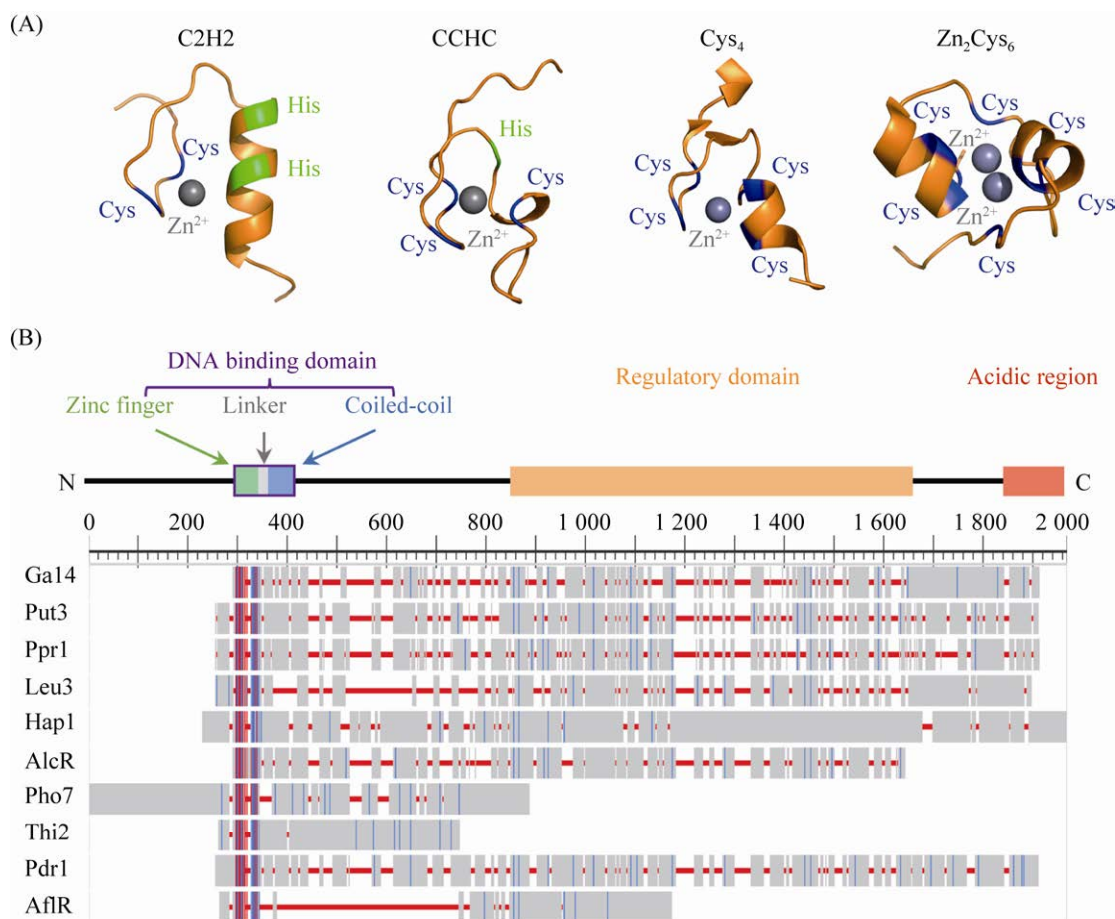 (A)
C2H2
CCHC
Cys4
Zn2Cys6
His
His
Cys
Cys
Zn2+
His
Cys
Cys
Cys
Zn2+
Cys
Cys
Cys
Cys
Zn2+
Cys
Cys
Cys
Cys
Cys
Cys
Zn2+
Zn2+
(B)
DNA binding domain
Regulatory domain
Acidic region
Zinc finger
Linker
Coiled-coil
N
C
0 200 400 600 800 1 000 1 200 1 400 1 600 1 800 2 000
Ga14
Put3
Ppr1
Leu3
Hap1
AlcR
Pho7
Thi2
Pdr1
AflR